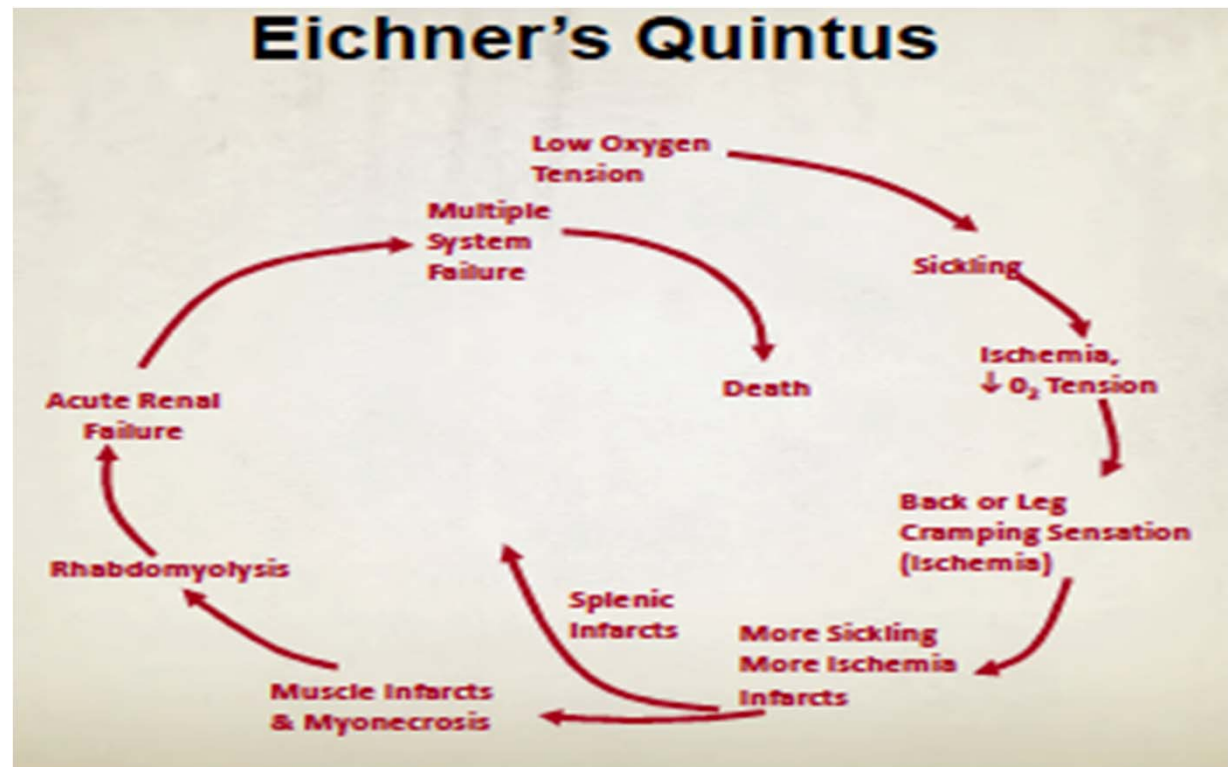 Eichner's Quintus
Low Oxygen
Tension
Sickling
Ischemia,
↓ 0₂ Tension
Back or Leg
Cramping Sensation
(Ischemia)
More Sickling
More Ischemia
Infarcts
Splenic
Infarcts
Muscle Infarcts
& Myonecrosis
Rhabdomyolysis
Acute Renal
Failure
Multiple
System
Failure
Death